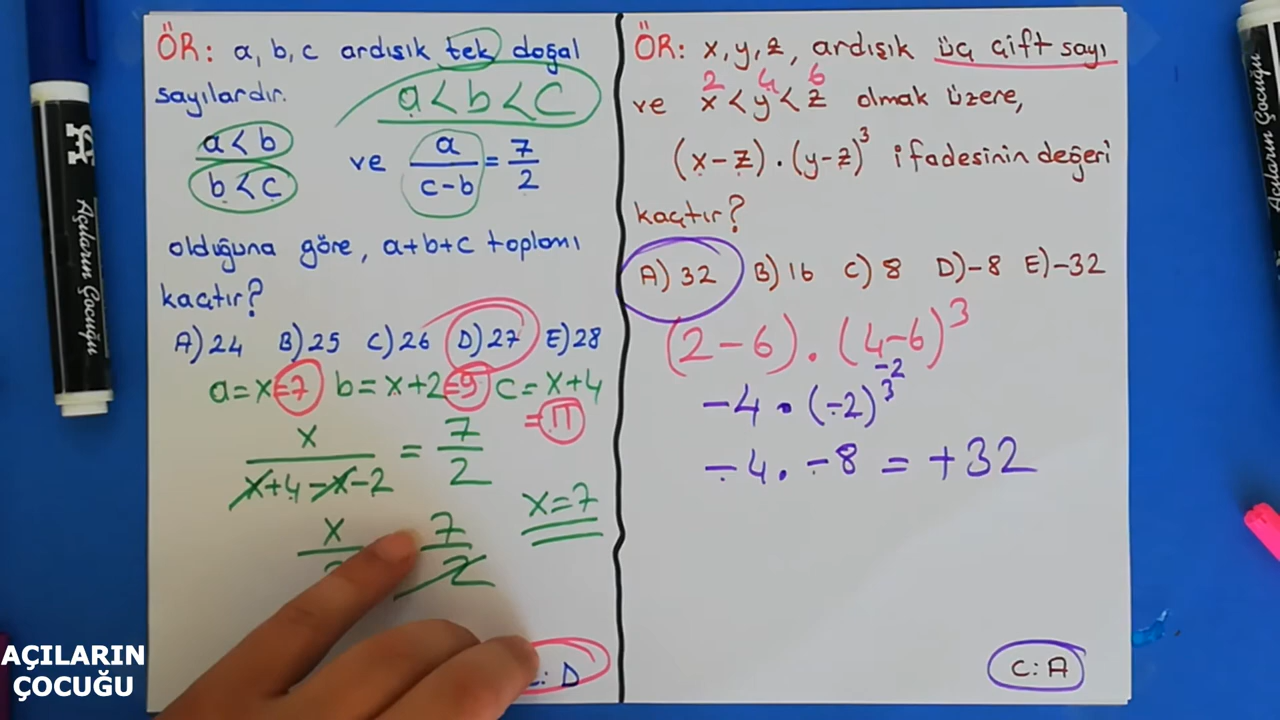 ÖR: a, b, c ardışık tek doğal
sayılardır.
a < b < c
a < b
b < c
ve a/(c-b) = 7/2
olduğuna göre, a+b+c toplamı
kaçtır?
A) 24 B) 25 C) 26 D) 27 E) 28
a = x = 7 b = x+2 = 9 c = x+4
= 11
x/(x+4-x-2) = 7/2
x = 7
x 7/2
C: D
ÖR: x, y, z, ardışık üç çift sayı
2 4 6
ve x < y < z olmak üzere,
(x-z).(y-z)³ ifadesinin değeri
kaçtır?
A) 32 B) 16 C) 8 D) -8 E) -32
(2-6).(4-6)³
-2
-4.(-2)³
-4.-8 = +32
C: A
Açıların Çocuğu
Açıların Çocuğu
AÇILARIN
ÇOCUĞU